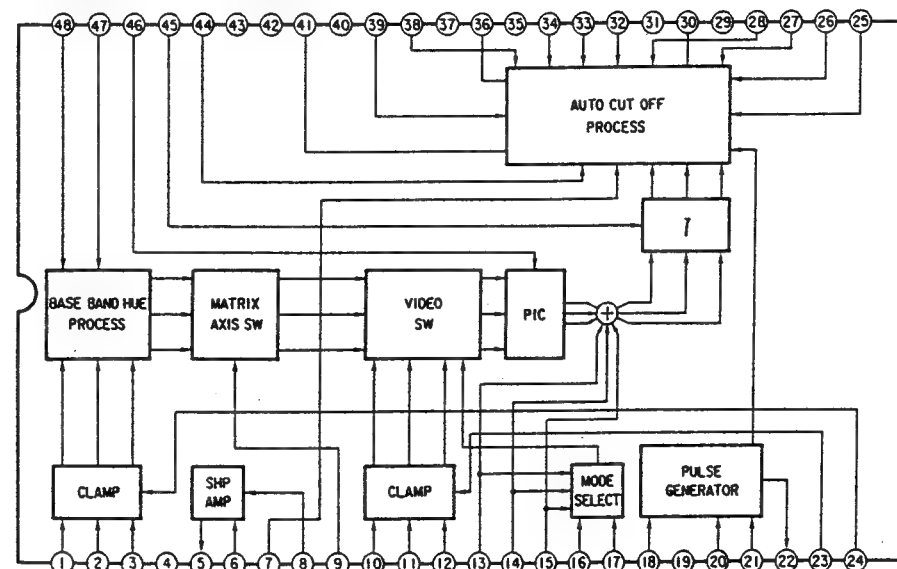 48 47 46 45 44 43 42 41 40 39 38 37 36 35 34 33 32 31 30 29 28 27 26 25
AUTO CUT OFF
PROCESS
γ
BASE BAND HUE
PROCESS
MATRIX
AXIS SW
VIDEO
SW
PIC
+
CLAMP
SHP
AMP
CLAMP
MODE
SELECT
PULSE
GENERATOR
1 2 3 4 5 6 7 8 9 10 11 12 13 14 15 16 17 18 19 20 21 22 23 24